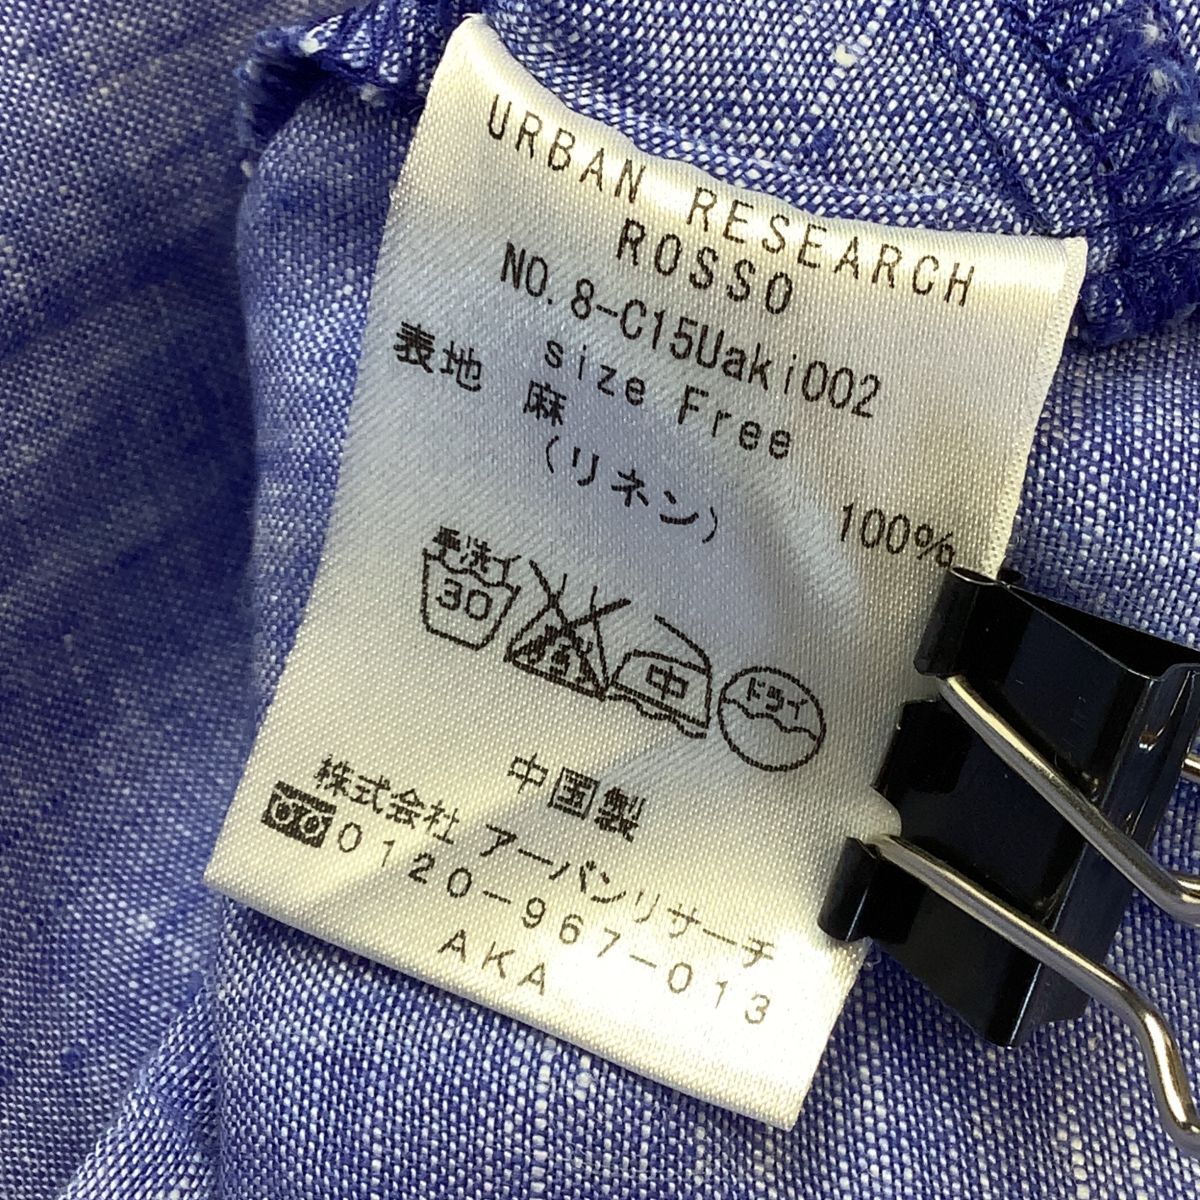 URBAN RESEARCH
ROSSO
NO.8-C15Uaki002
size Free
表地 麻 100%
(リネン)
手洗イ
30
中
ドライ
中国製
株式会社 アーバンリサーチ
0120-967-013
AKA